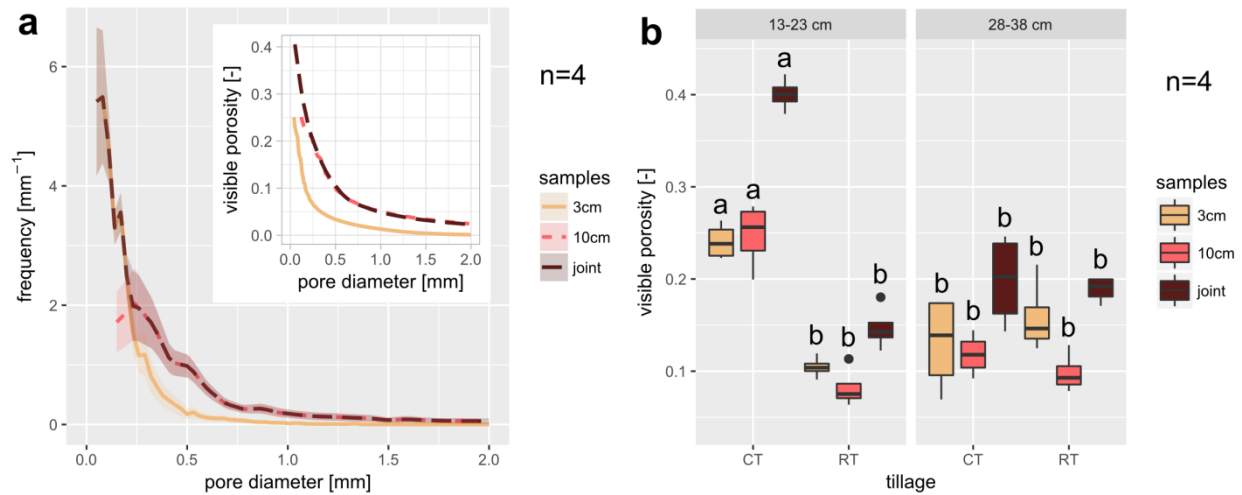 a
frequency [mm⁻¹]
6
4
2
0
0.0
0.5
1.0
1.5
2.0
pore diameter [mm]
visible porosity [-]
0.4
0.3
0.2
0.1
0.0
0.0
0.5
1.0
1.5
2.0
pore diameter [mm]
n=4
samples
3cm
10cm
joint
b
13-23 cm
28-38 cm
visible porosity [-]
0.4
0.3
0.2
0.1
a
a
a
b
b
b
b
b
b
b
b
b
CT
RT
CT
RT
tillage
n=4
samples
3cm
10cm
joint